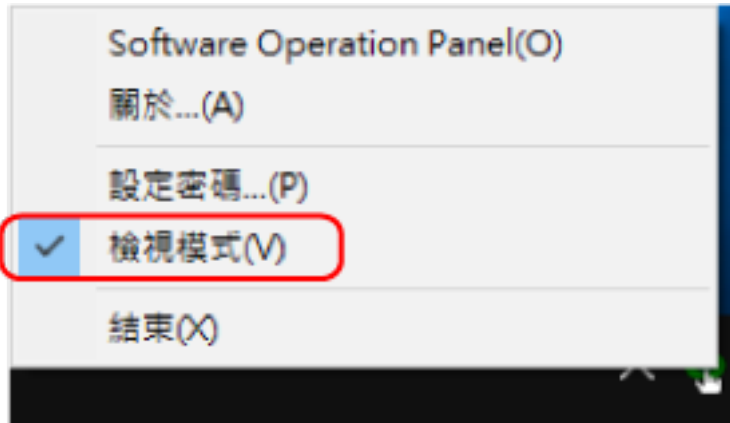 Software Operation Panel(O)
關於...(A)
設定密碼...(P)
檢視模式(V)
結束(X)